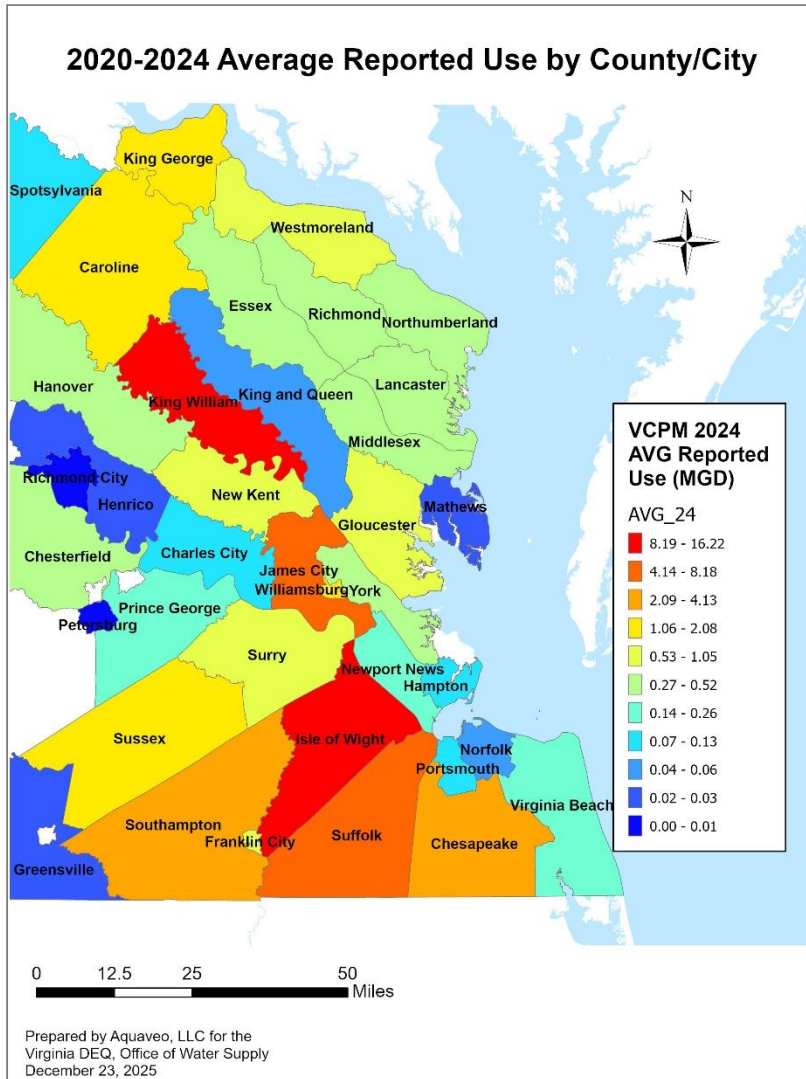 2020-2024 Average Reported Use by County/City
King George
Spotsylvania
Westmoreland
N
Caroline
Essex
Richmond
Northumberland
Hanover
Lancaster
King William
King and Queen
Middlesex
Richmond City
New Kent
Henrico
Mathews
Gloucester
Chesterfield
Charles City
James City
Williamsburg
York
Prince George
Petersburg
Surry
Newport News
Hampton
Sussex
Isle of Wight
Norfolk
Portsmouth
Virginia Beach
Southampton
Franklin City
Suffolk
Chesapeake
Greensville
VCPM 2024
AVG Reported
Use (MGD)
AVG_24
8.19 - 16.22
4.14 - 8.18
2.09 - 4.13
1.06 - 2.08
0.53 - 1.05
0.27 - 0.52
0.14 - 0.26
0.07 - 0.13
0.04 - 0.06
0.02 - 0.03
0.00 - 0.01
0 12.5 25 50
Miles
Prepared by Aquaveo, LLC for the
Virginia DEQ, Office of Water Supply
December 23, 2025